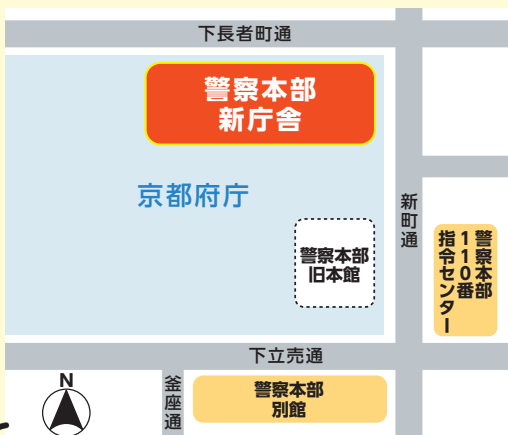 下長者町通
警察本部
新庁舎
京都府庁
新町通
警察本部
旧本館
警察本部
110番
指令センター
下立売通
N
釜座通
警察本部
別館